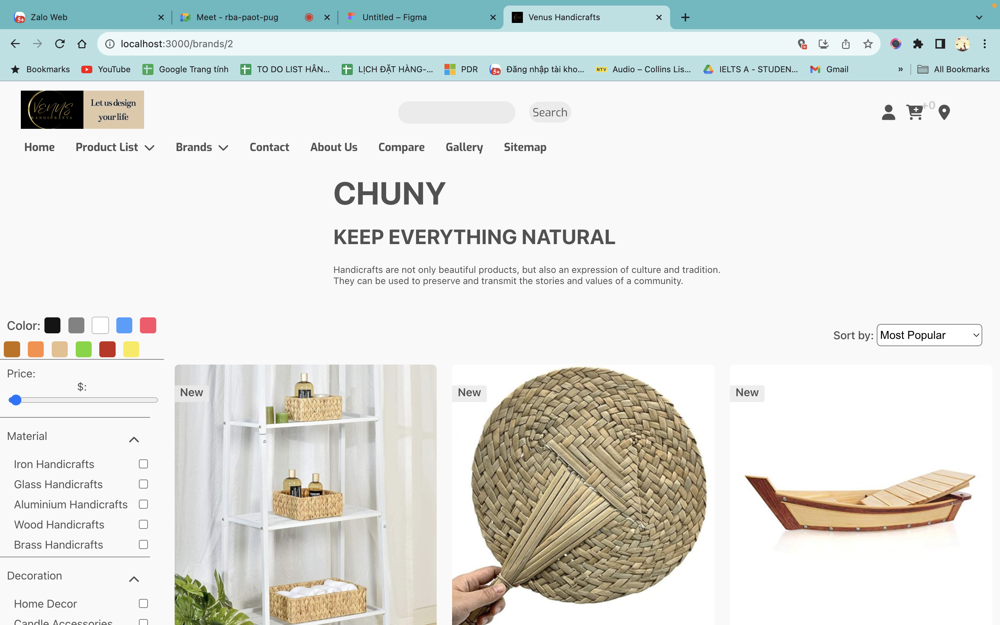 Zalo Web
Meet - rba-paot-pug
Untitled – Figma
Venus Handicrafts
localhost:3000/brands/2
Bookmarks
YouTube
Google Trang tính
TO DO LIST HÂN...
LỊCH ĐẶT HÀNG-...
PDR
5+
Đăng nhập tài kho...
NTV
Audio – Collins Lis...
IELTS A - STUDEN...
Gmail
»
All Bookmarks
Venus
HANDICRAFTS
Let us design
your life
Search
+0
Home
Product List
Brands
Contact
About Us
Compare
Gallery
Sitemap
CHUNY
KEEP EVERYTHING NATURAL
Handicrafts are not only beautiful products, but also an expression of culture and tradition.
They can be used to preserve and transmit the stories and values of a community.
Color:
Sort by:
Most Popular
Price:
$:
New
New
New
Material
Iron Handicrafts
Glass Handicrafts
Aluminium Handicrafts
Wood Handicrafts
Brass Handicrafts
Decoration
Home Decor
Candle Accessories